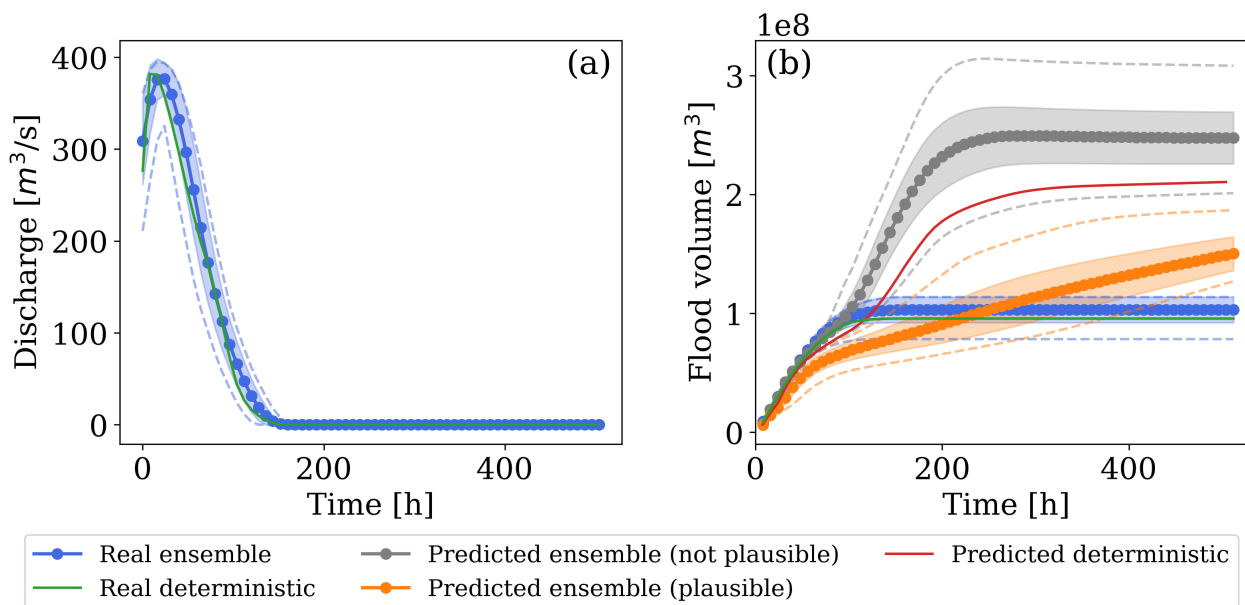 1e8
(a)
(b)
400
300
200
100
0
Discharge [m³/s]
0
200
400
Time [h]
3
2
1
0
Flood volume [m³]
0
200
400
Time [h]
Real ensemble
Real deterministic
Predicted ensemble (not plausible)
Predicted ensemble (plausible)
Predicted deterministic